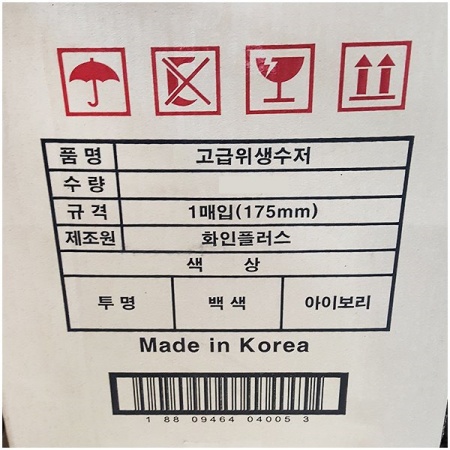 품 명 고급위생수저
수 량
규 격 1매입(175mm)
제조원 화인플러스
색 상
투 명 백 색 아이보리
Made in Korea
1 88 09464 04005 3